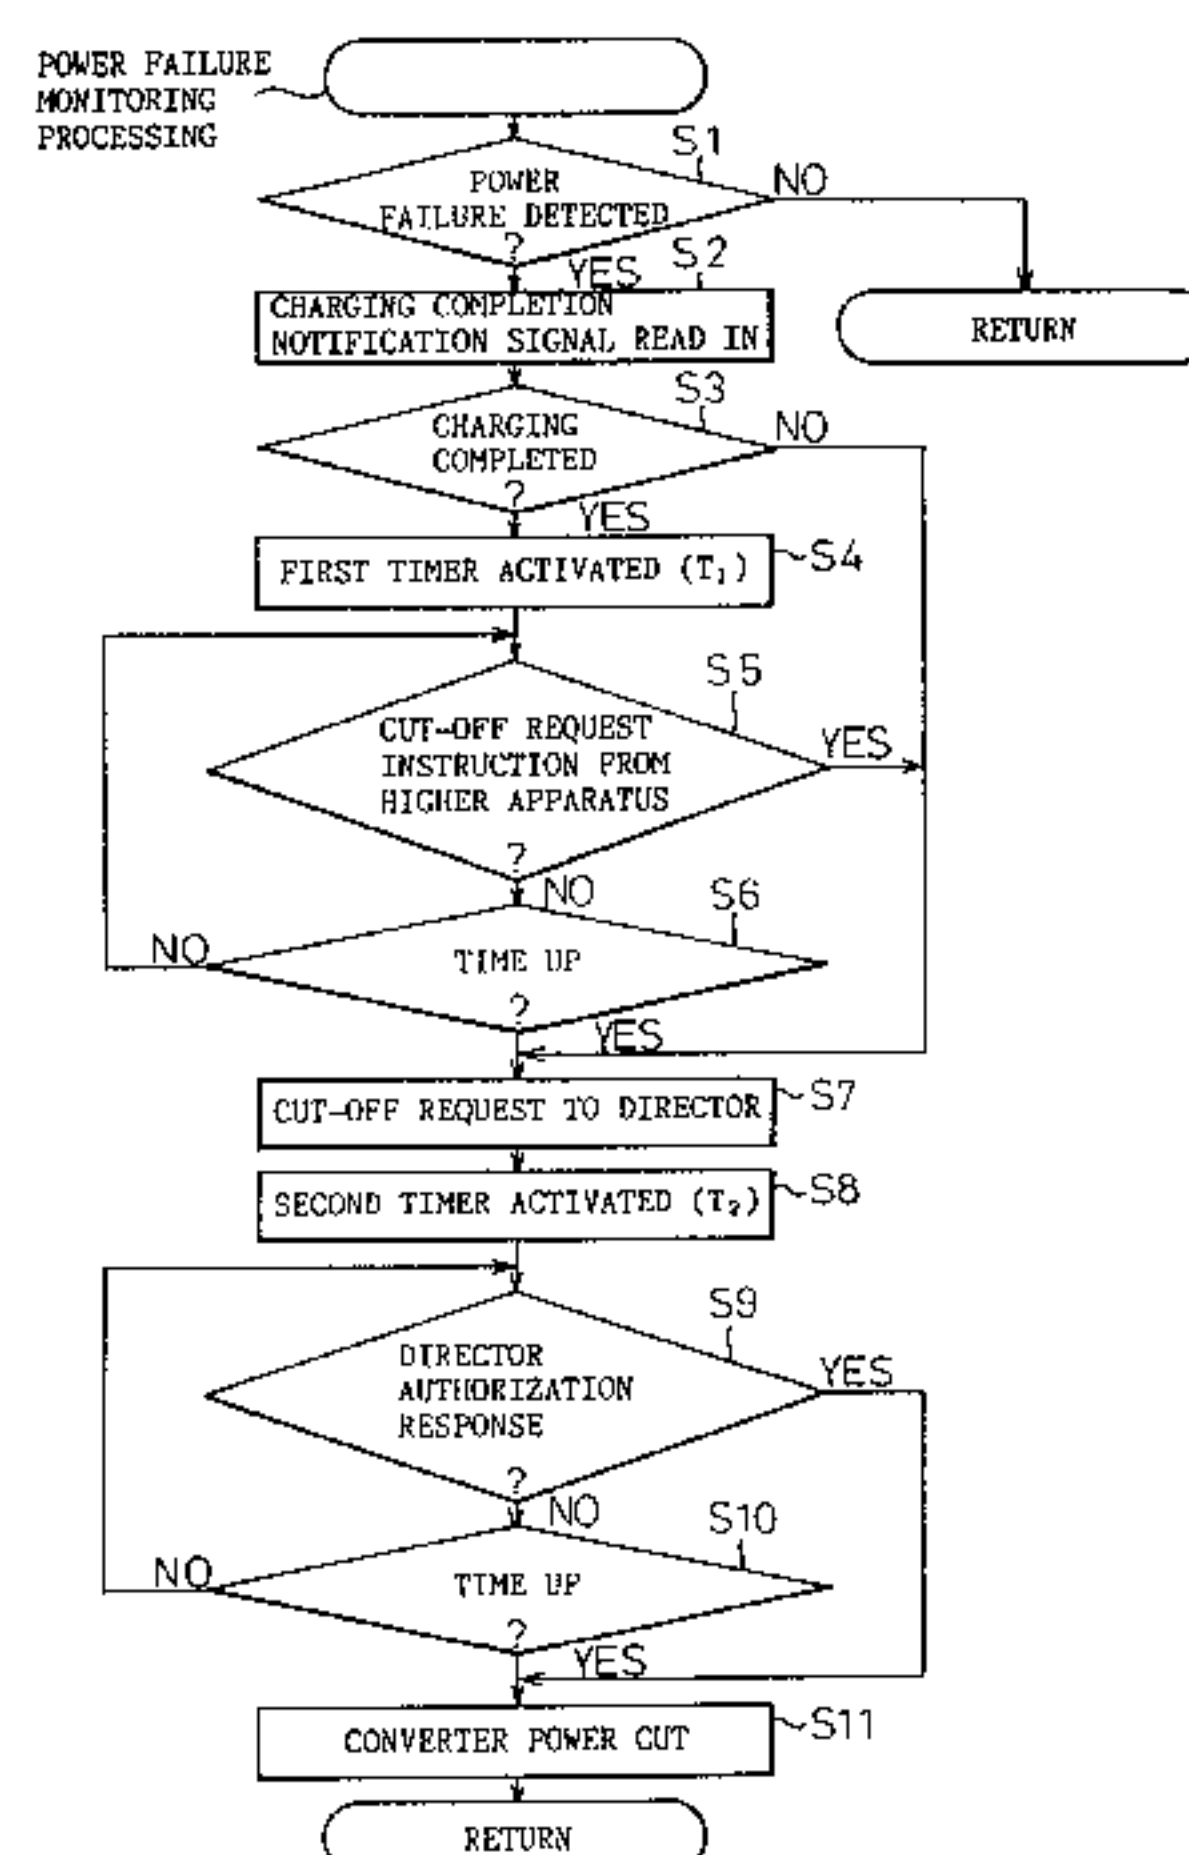 POWER FAILURE
MONITORING
PROCESSING
S1
POWER
FAILURE DETECTED
?
NO
YES
S2
CHARGING COMPLETION
NOTIFICATION SIGNAL READ IN
RETURN
S3
CHARGING
COMPLETED
?
NO
YES
FIRST TIMER ACTIVATED (T₁)
S4
S5
CUT-OFF REQUEST
INSTRUCTION FROM
HIGHER APPARATUS
?
YES
NO
S6
TIME UP
?
NO
YES
CUT-OFF REQUEST TO DIRECTOR
S7
SECOND TIMER ACTIVATED (T₂)
S8
S9
DIRECTOR
AUTHORIZATION
RESPONSE
?
YES
NO
S10
TIME UP
?
NO
YES
CONVERTER POWER CUT
S11
RETURN